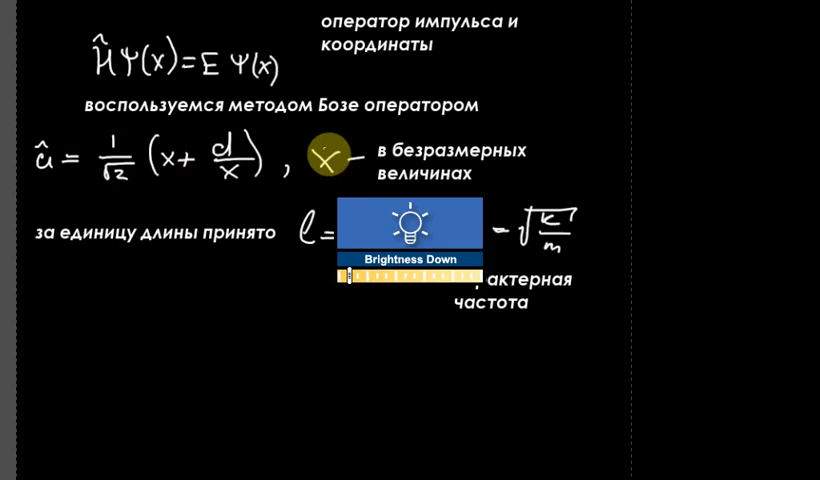 оператор импульса и
координаты
Ĥ Ψ(x) = E Ψ(x)
воспользуемся методом Бозе оператором
â = 1/√2 (x + d/x) , x – в безразмерных
величинах
за единицу длины принято ℓ = – √(k/m)
Brightness Down
актерная
частота